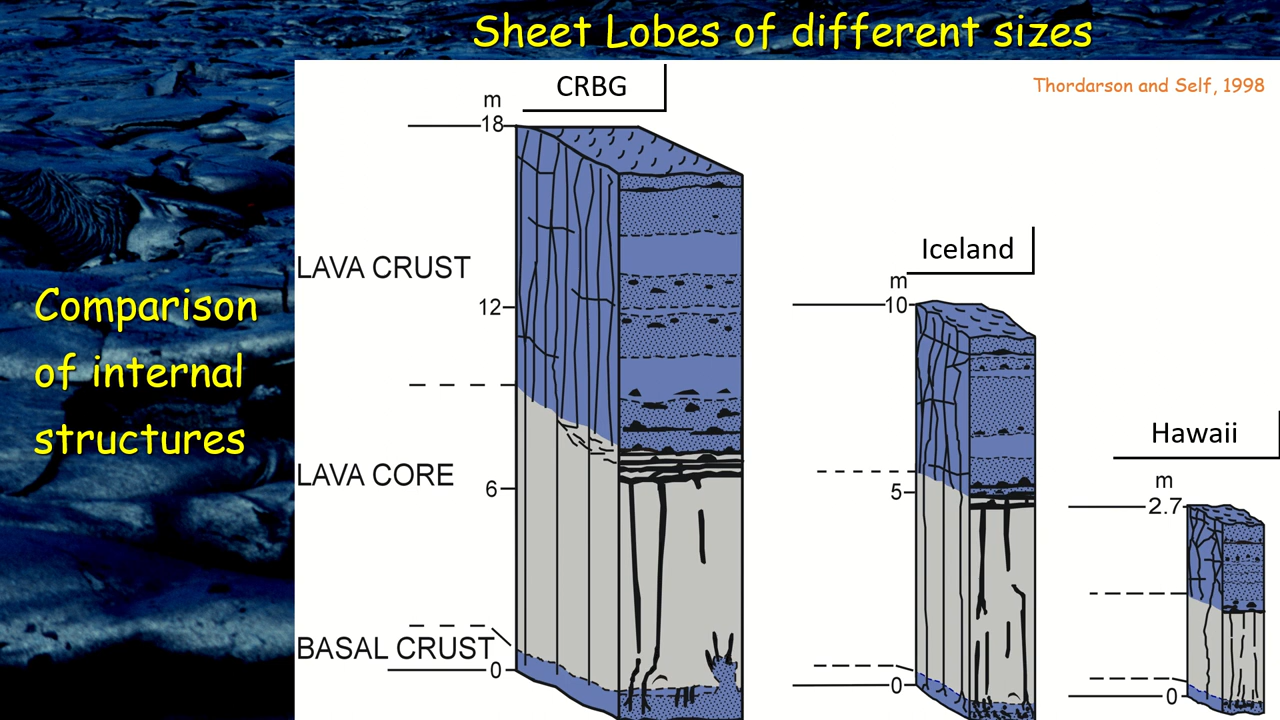 Sheet Lobes of different sizes
Thordarson and Self, 1998
Comparison
of internal
structures
CRBG
m
18
LAVA CRUST
12
LAVA CORE
6
BASAL CRUST
0
Iceland
m
10
5
0
Hawaii
m
2.7
0